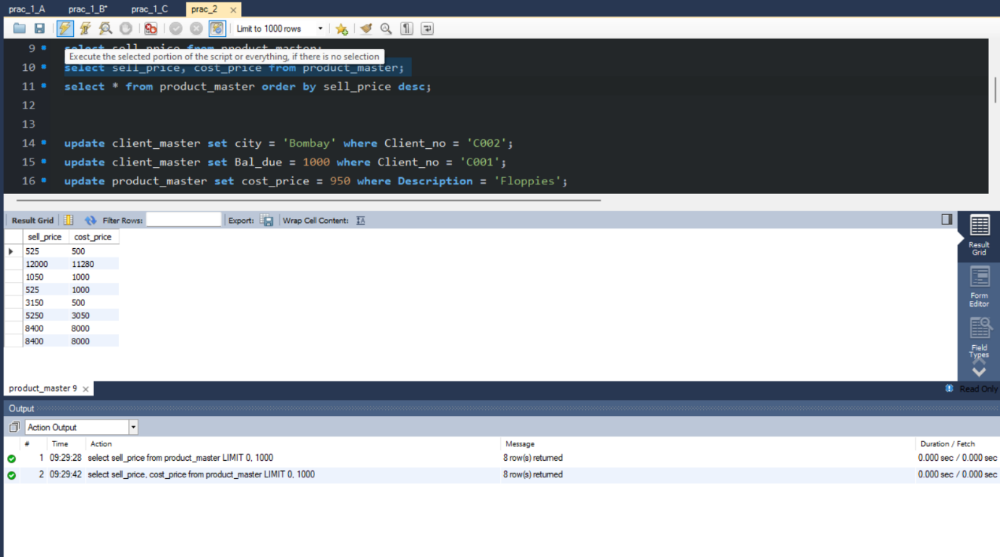 prac_1_A prac_1_B* prac_1_C prac_2
Limit to 1000 rows
9 select sell_price from product_master;
Execute the selected portion of the script or everything, if there is no selection
10 select sell_price, cost_price from product_master;
11 select * from product_master order by sell_price desc;
12
13
14 update client_master set city = 'Bombay' where Client_no = 'C002';
15 update client_master set Bal_due = 1000 where Client_no = 'C001';
16 update product_master set cost_price = 950 where Description = 'Floppies';
Result Grid Filter Rows: Export: Wrap Cell Content:
sell_price cost_price
525 500
12000 11280
1050 1000
525 1000
3150 500
5250 3050
8400 8000
8400 8000
Result
Grid
Form
Editor
Field
Types
product_master 9
Read Only
Output
Action Output
# Time Action Message Duration / Fetch
1 09:29:28 select sell_price from product_master LIMIT 0, 1000 8 row(s) returned 0.000 sec / 0.000 sec
2 09:29:42 select sell_price, cost_price from product_master LIMIT 0, 1000 8 row(s) returned 0.000 sec / 0.000 sec